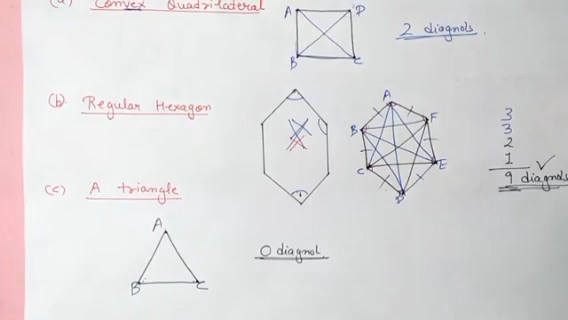 (a) Convex Quadrilateral
A D
2 diagnols.
B C
(b) Regular Hexagon
A
B F
C E
D
3
3
2
1
9 diagnols
(c) A triangle
A
B C
0 diagnol.